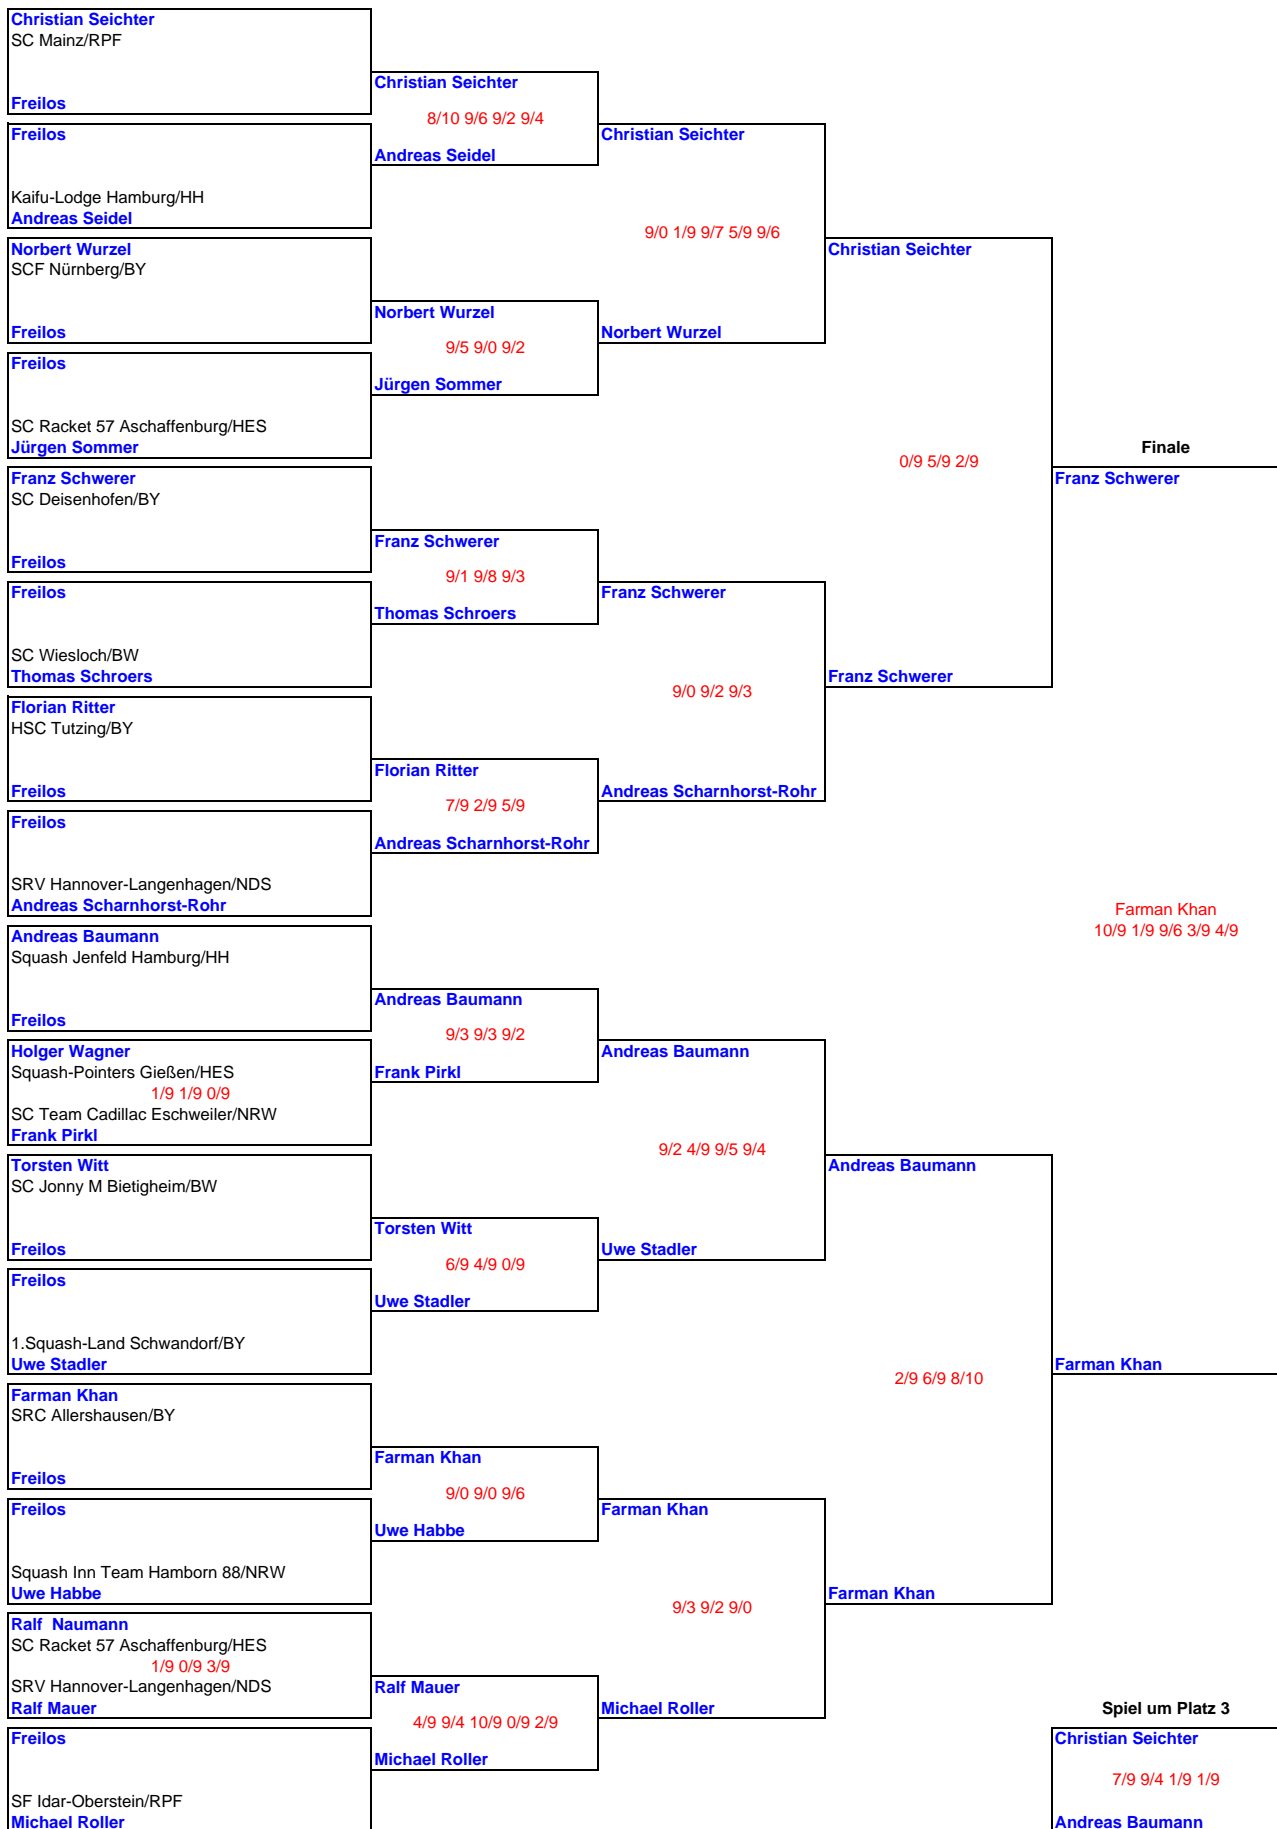 Christian Seichter
SC Mainz/RPF
Freilos
Freilos
Kaifu-Lodge Hamburg/HH
Andreas Seidel
Norbert Wurzel
SCF Nürnberg/BY
Freilos
Freilos
SC Racket 57 Aschaffenburg/HES
Jürgen Sommer
Franz Schwerer
SC Deisenhofen/BY
Freilos
Freilos
SC Wiesloch/BW
Thomas Schroers
Florian Ritter
HSC Tutzing/BY
Freilos
Freilos
SRV Hannover-Langenhagen/NDS
Andreas Scharnhorst-Rohr
Andreas Baumann
Squash Jenfeld Hamburg/HH
Freilos
Holger Wagner
Squash-Pointers Gießen/HES
1/9 1/9 0/9
SC Team Cadillac Eschweiler/NRW
Frank Pirkl
Torsten Witt
SC Jonny M Bietigheim/BW
Freilos
Freilos
1.Squash-Land Schwandorf/BY
Uwe Stadler
Farman Khan
SRC Allershausen/BY
Freilos
Freilos
Squash Inn Team Hamborn 88/NRW
Uwe Habbe
Ralf  Naumann
SC Racket 57 Aschaffenburg/HES
1/9 0/9 3/9
SRV Hannover-Langenhagen/NDS
Ralf Mauer
Freilos
SF Idar-Oberstein/RPF
Michael Roller
Christian Seichter
8/10 9/6 9/2 9/4
Andreas Seidel
Norbert Wurzel
9/5 9/0 9/2
Jürgen Sommer
Franz Schwerer
9/1 9/8 9/3
Thomas Schroers
Florian Ritter
7/9 2/9 5/9
Andreas Scharnhorst-Rohr
Andreas Baumann
9/3 9/3 9/2
Frank Pirkl
Torsten Witt
6/9 4/9 0/9
Uwe Stadler
Farman Khan
9/0 9/0 9/6
Uwe Habbe
Ralf Mauer
4/9 9/4 10/9 0/9 2/9
Michael Roller
Christian Seichter
9/0 1/9 9/7 5/9 9/6
Norbert Wurzel
Franz Schwerer
9/0 9/2 9/3
Andreas Scharnhorst-Rohr
Andreas Baumann
9/2 4/9 9/5 9/4
Uwe Stadler
Farman Khan
9/3 9/2 9/0
Michael Roller
Christian Seichter
0/9 5/9 2/9
Franz Schwerer
Andreas Baumann
2/9 6/9 8/10
Farman Khan
Finale
Franz Schwerer
Farman Khan
10/9 1/9 9/6 3/9 4/9
Farman Khan
Spiel um Platz 3
Christian Seichter
7/9 9/4 1/9 1/9
Andreas Baumann